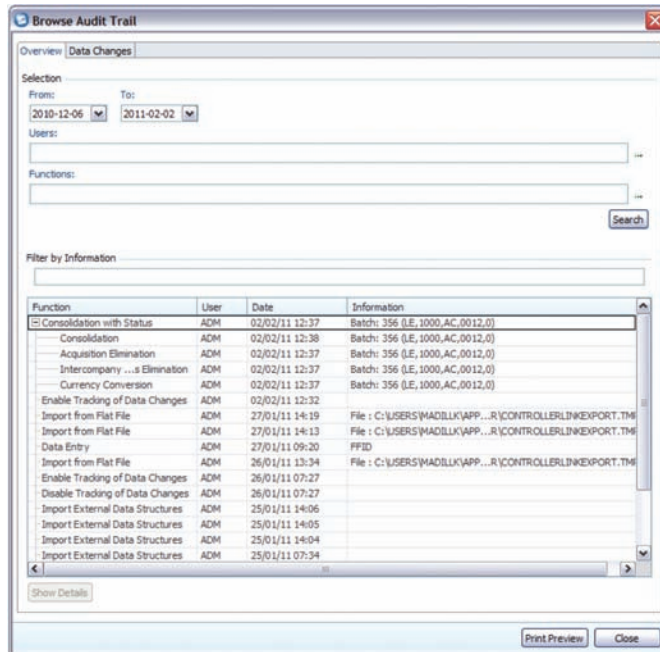 Browse Audit Trail
Overview Data Changes
Selection
From: To:
2010-12-06 2011-02-02
Users:
...
Functions:
...
Search
Filter by Information
Function User Date Information
Consolidation with Status ADM 02/02/11 12:37 Batch: 356 (LE,1000,AC,0012,0)
Consolidation ADM 02/02/11 12:38 Batch: 356 (LE,1000,AC,0012,0)
Acquisition Elimination ADM 02/02/11 12:37 Batch: 356 (LE,1000,AC,0012,0)
Intercompany ...s Elimination ADM 02/02/11 12:37 Batch: 356 (LE,1000,AC,0012,0)
Currency Conversion ADM 02/02/11 12:37 Batch: 356 (LE,1000,AC,0012,0)
Enable Tracking of Data Changes ADM 02/02/11 12:32
Import from Flat File ADM 27/01/11 14:19 File : C:\USERS\MADILLK\APP...R\CONTROLLERLINKEXPORT.TMP
Import from Flat File ADM 27/01/11 14:13 File : C:\USERS\MADILLK\APP...R\CONTROLLERLINKEXPORT.TMP
Data Entry ADM 27/01/11 09:20 FFID
Import from Flat File ADM 26/01/11 13:34 File : C:\USERS\MADILLK\APP...R\CONTROLLERLINKEXPORT.TMP
Enable Tracking of Data Changes ADM 26/01/11 07:27
Disable Tracking of Data Changes ADM 26/01/11 07:27
Import External Data Structures ADM 25/01/11 14:06
Import External Data Structures ADM 25/01/11 14:05
Import External Data Structures ADM 25/01/11 14:04
Import External Data Structures ADM 25/01/11 07:34
Show Details
Print Preview Close